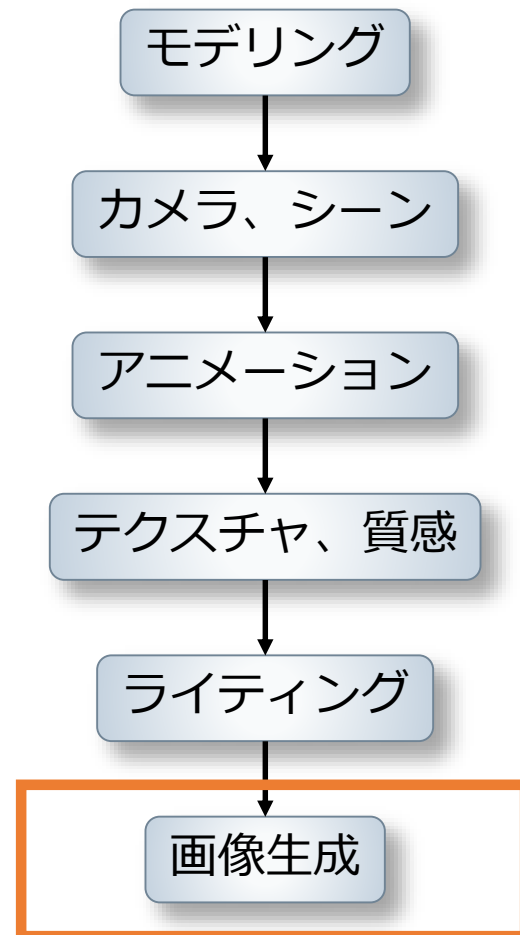 モデリング
カメラ、シーン
アニメーション
テクスチャ、質感
ライティング
画像生成